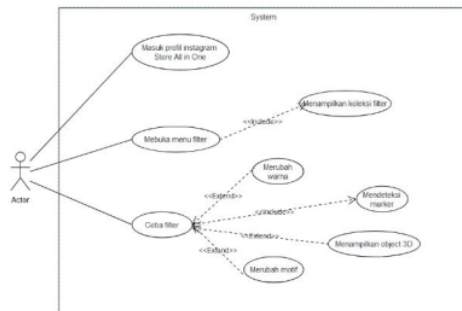 System
Masuk profil instagram
Store All in One
Menampilkan koleksi filter
<<Include>>
Mebuka menu filter
Merubah
warna
<<Extend>>
Mendeteksi
marker
<<Include>>
Actor
Coba filter
<<Extend>>
Menampilkan object 3D
<<Extend>>
Merubah motif